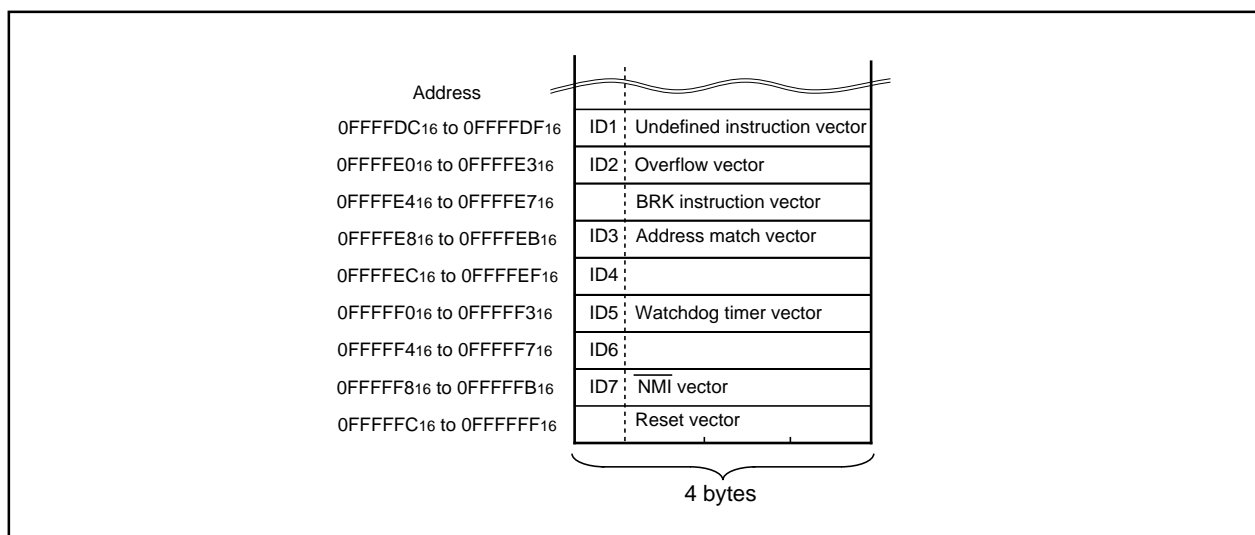 Address
0FFFFDC16 to 0FFFFDF16 ID1 Undefined instruction vector
0FFFFE016 to 0FFFFE316 ID2 Overflow vector
0FFFFE416 to 0FFFFE716 BRK instruction vector
0FFFFE816 to 0FFFFEB16 ID3 Address match vector
0FFFFEC16 to 0FFFFEF16 ID4
0FFFFF016 to 0FFFFF316 ID5 Watchdog timer vector
0FFFFF416 to 0FFFFF716 ID6
0FFFFF816 to 0FFFFFB16 ID7 N̅M̅I̅ vector
0FFFFFC16 to 0FFFFFF16 Reset vector
4 bytes